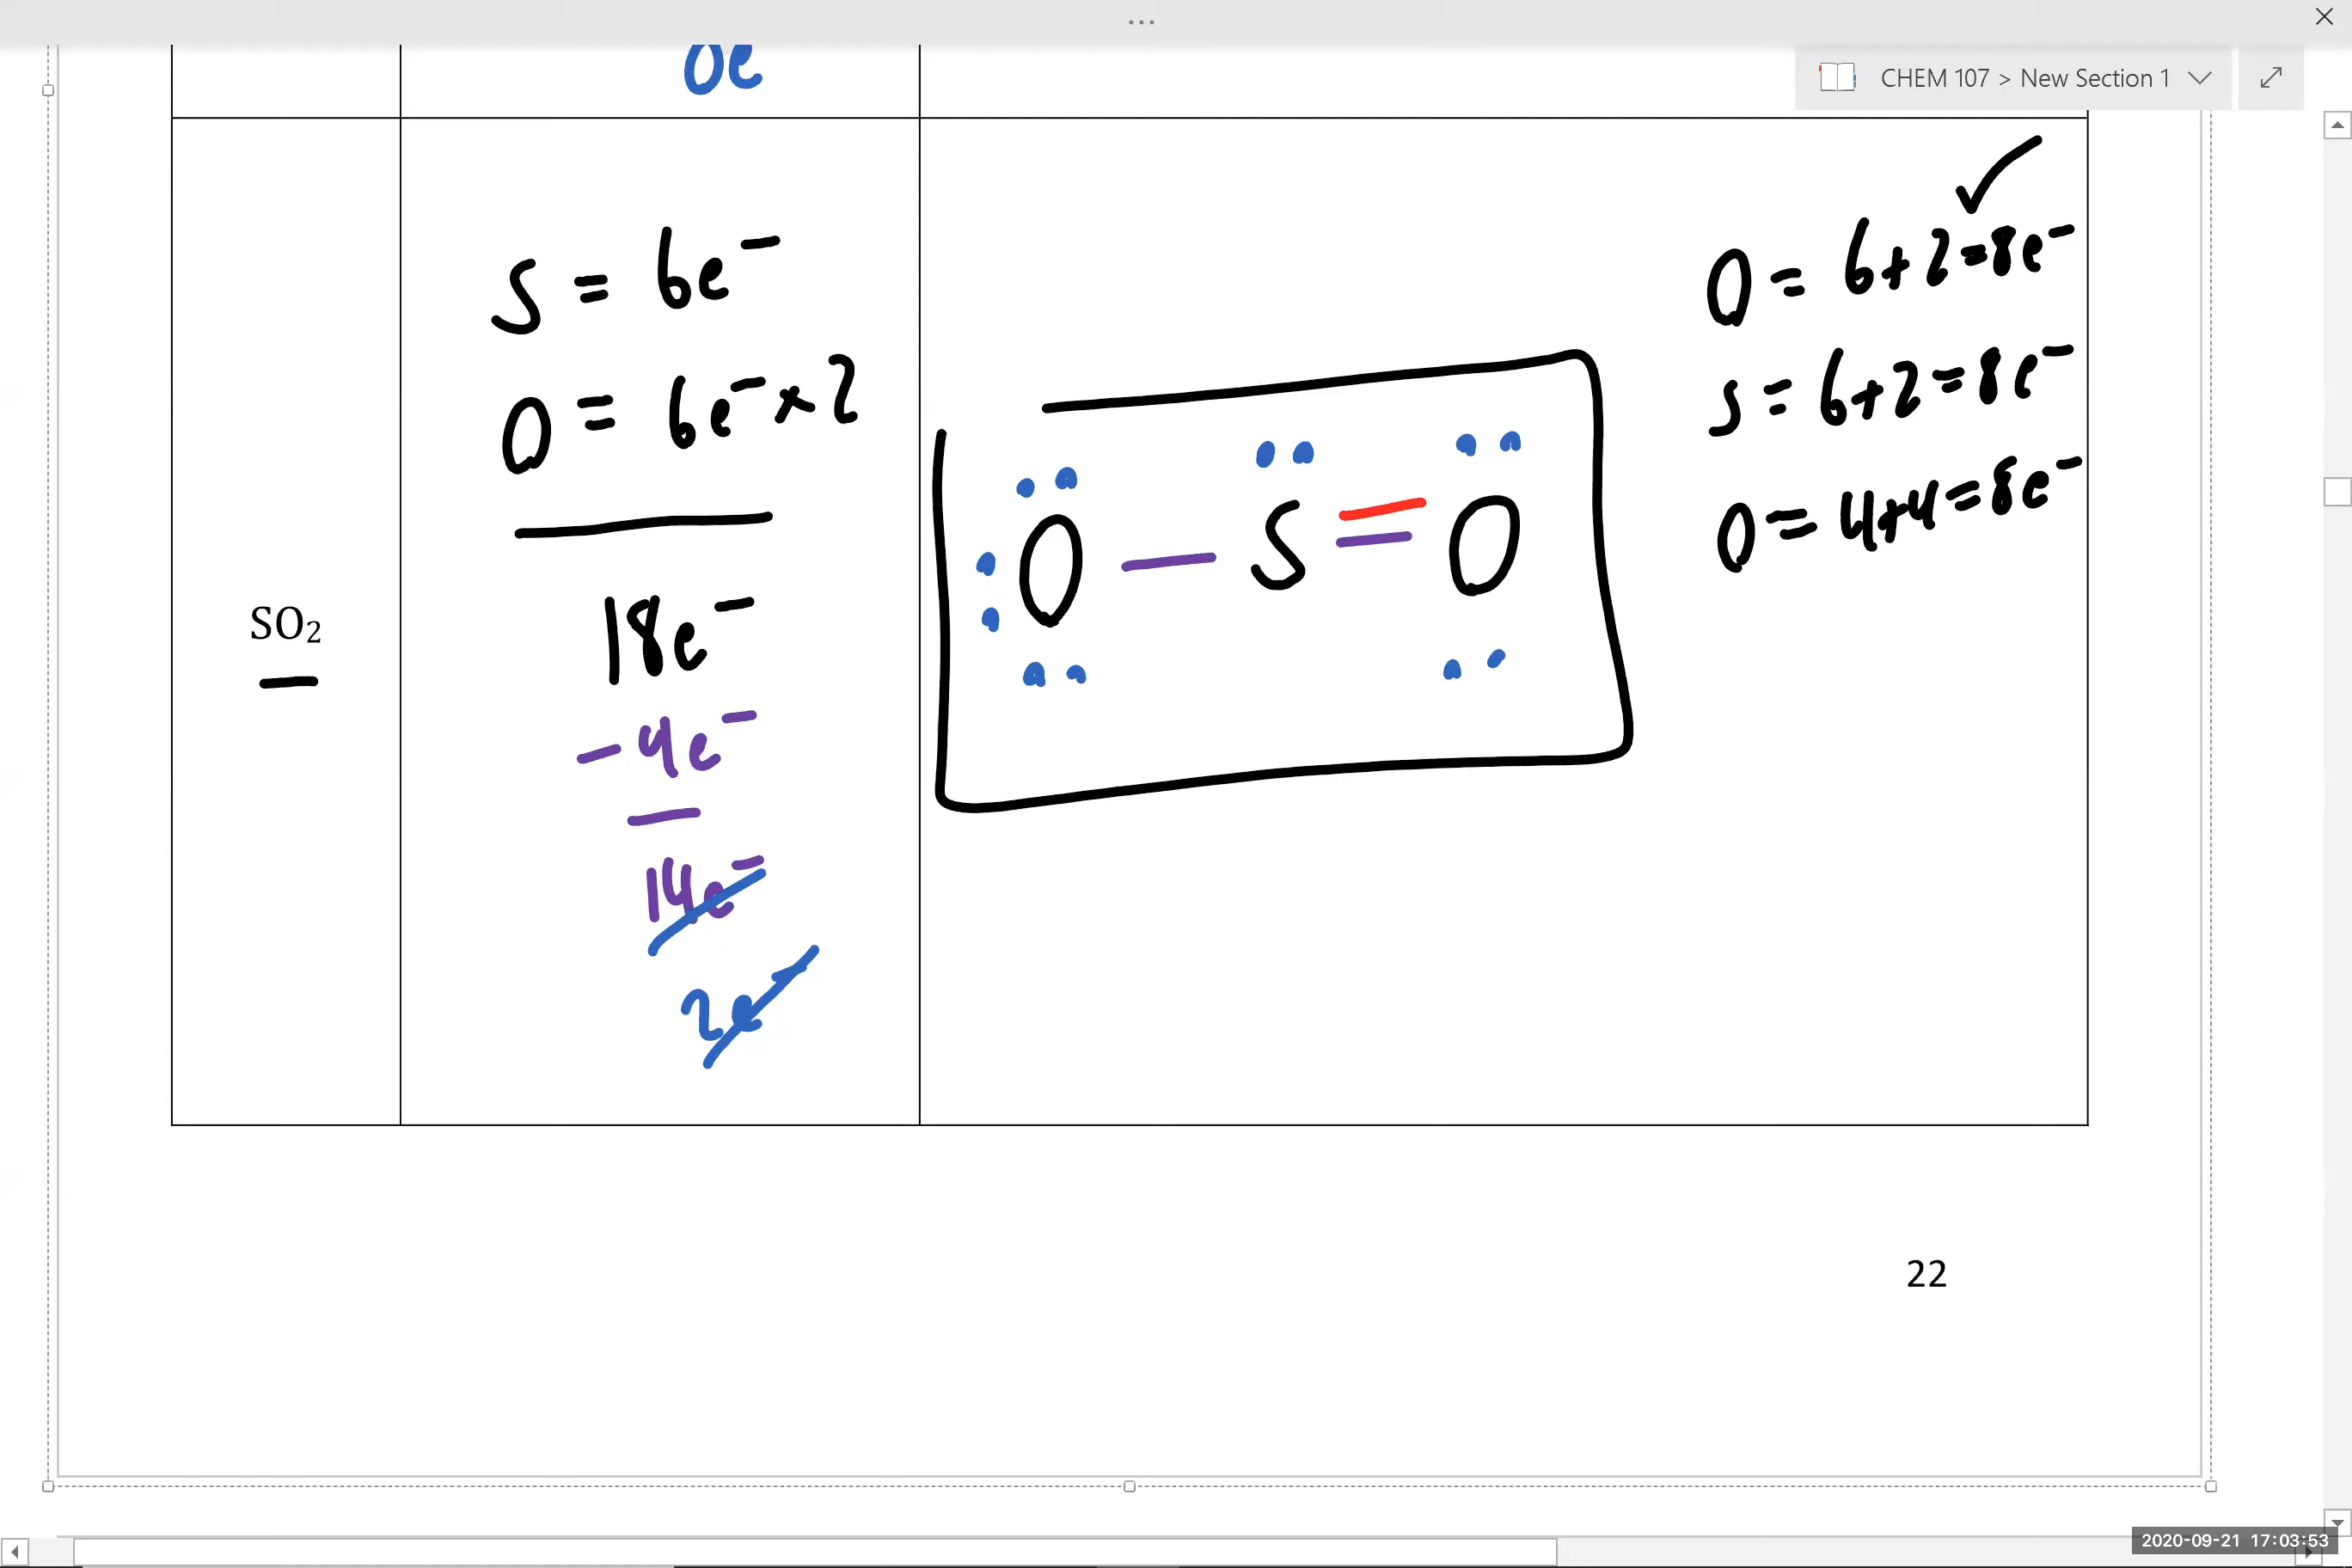 ...
CHEM 107 > New Section 1
0e
SO₂
S = 6e⁻
O = 6e⁻ × 2
18e⁻
- 4e⁻
14e⁻
2e⁻
O - S = O
O = 6+2=8e⁻
S = 6+2=8e⁻
O = 4+4=8e⁻
22
2020-09-21 17:03:53